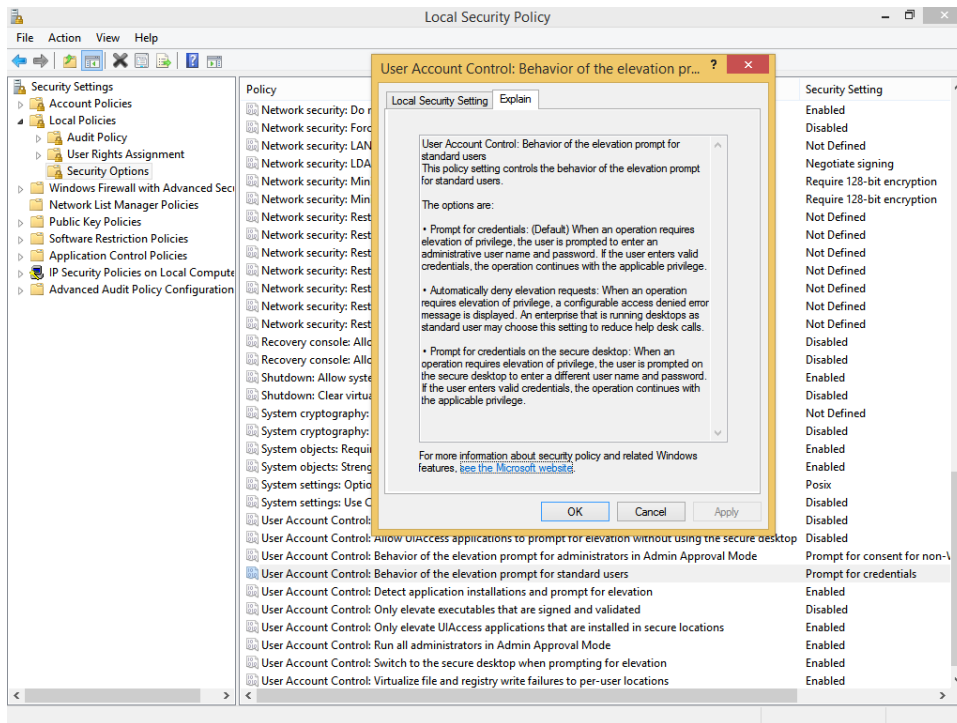 Local Security Policy
File Action View Help
Security Settings
Account Policies
Local Policies
Audit Policy
User Rights Assignment
Security Options
Windows Firewall with Advanced Secu
Network List Manager Policies
Public Key Policies
Software Restriction Policies
Application Control Policies
IP Security Policies on Local Compute
Advanced Audit Policy Configuration
Policy Security Setting
Network security: Do n Enabled
Network security: Forc Disabled
Network security: LAN Not Defined
Network security: LDA Negotiate signing
Network security: Min Require 128-bit encryption
Network security: Min Require 128-bit encryption
Network security: Rest Not Defined
Network security: Rest Not Defined
Network security: Rest Not Defined
Network security: Rest Not Defined
Network security: Rest Not Defined
Network security: Rest Not Defined
Network security: Rest Not Defined
Recovery console: Allo Disabled
Recovery console: Allo Disabled
Shutdown: Allow syste Enabled
Shutdown: Clear virtua Disabled
System cryptography: Not Defined
System cryptography: Disabled
System objects: Requi Enabled
System objects: Streng Enabled
System settings: Optio Posix
System settings: Use C Disabled
User Account Control: Disabled
User Account Control: Allow UIAccess applications to prompt for elevation without using the secure desktop Disabled
User Account Control: Behavior of the elevation prompt for administrators in Admin Approval Mode Prompt for consent for non-W
User Account Control: Behavior of the elevation prompt for standard users Prompt for credentials
User Account Control: Detect application installations and prompt for elevation Enabled
User Account Control: Only elevate executables that are signed and validated Disabled
User Account Control: Only elevate UIAccess applications that are installed in secure locations Enabled
User Account Control: Run all administrators in Admin Approval Mode Enabled
User Account Control: Switch to the secure desktop when prompting for elevation Enabled
User Account Control: Virtualize file and registry write failures to per-user locations Enabled
User Account Control: Behavior of the elevation pr... ?
Local Security Setting Explain
User Account Control: Behavior of the elevation prompt for
standard users
This policy setting controls the behavior of the elevation prompt
for standard users.
The options are:
• Prompt for credentials: (Default) When an operation requires
elevation of privilege, the user is prompted to enter an
administrative user name and password. If the user enters valid
credentials, the operation continues with the applicable privilege.
• Automatically deny elevation requests: When an operation
requires elevation of privilege, a configurable access denied error
message is displayed. An enterprise that is running desktops as
standard user may choose this setting to reduce help desk calls.
• Prompt for credentials on the secure desktop: When an
operation requires elevation of privilege, the user is prompted on
the secure desktop to enter a different user name and password.
If the user enters valid credentials, the operation continues with
the applicable privilege.
For more information about security policy and related Windows
features, see the Microsoft website.
OK Cancel Apply